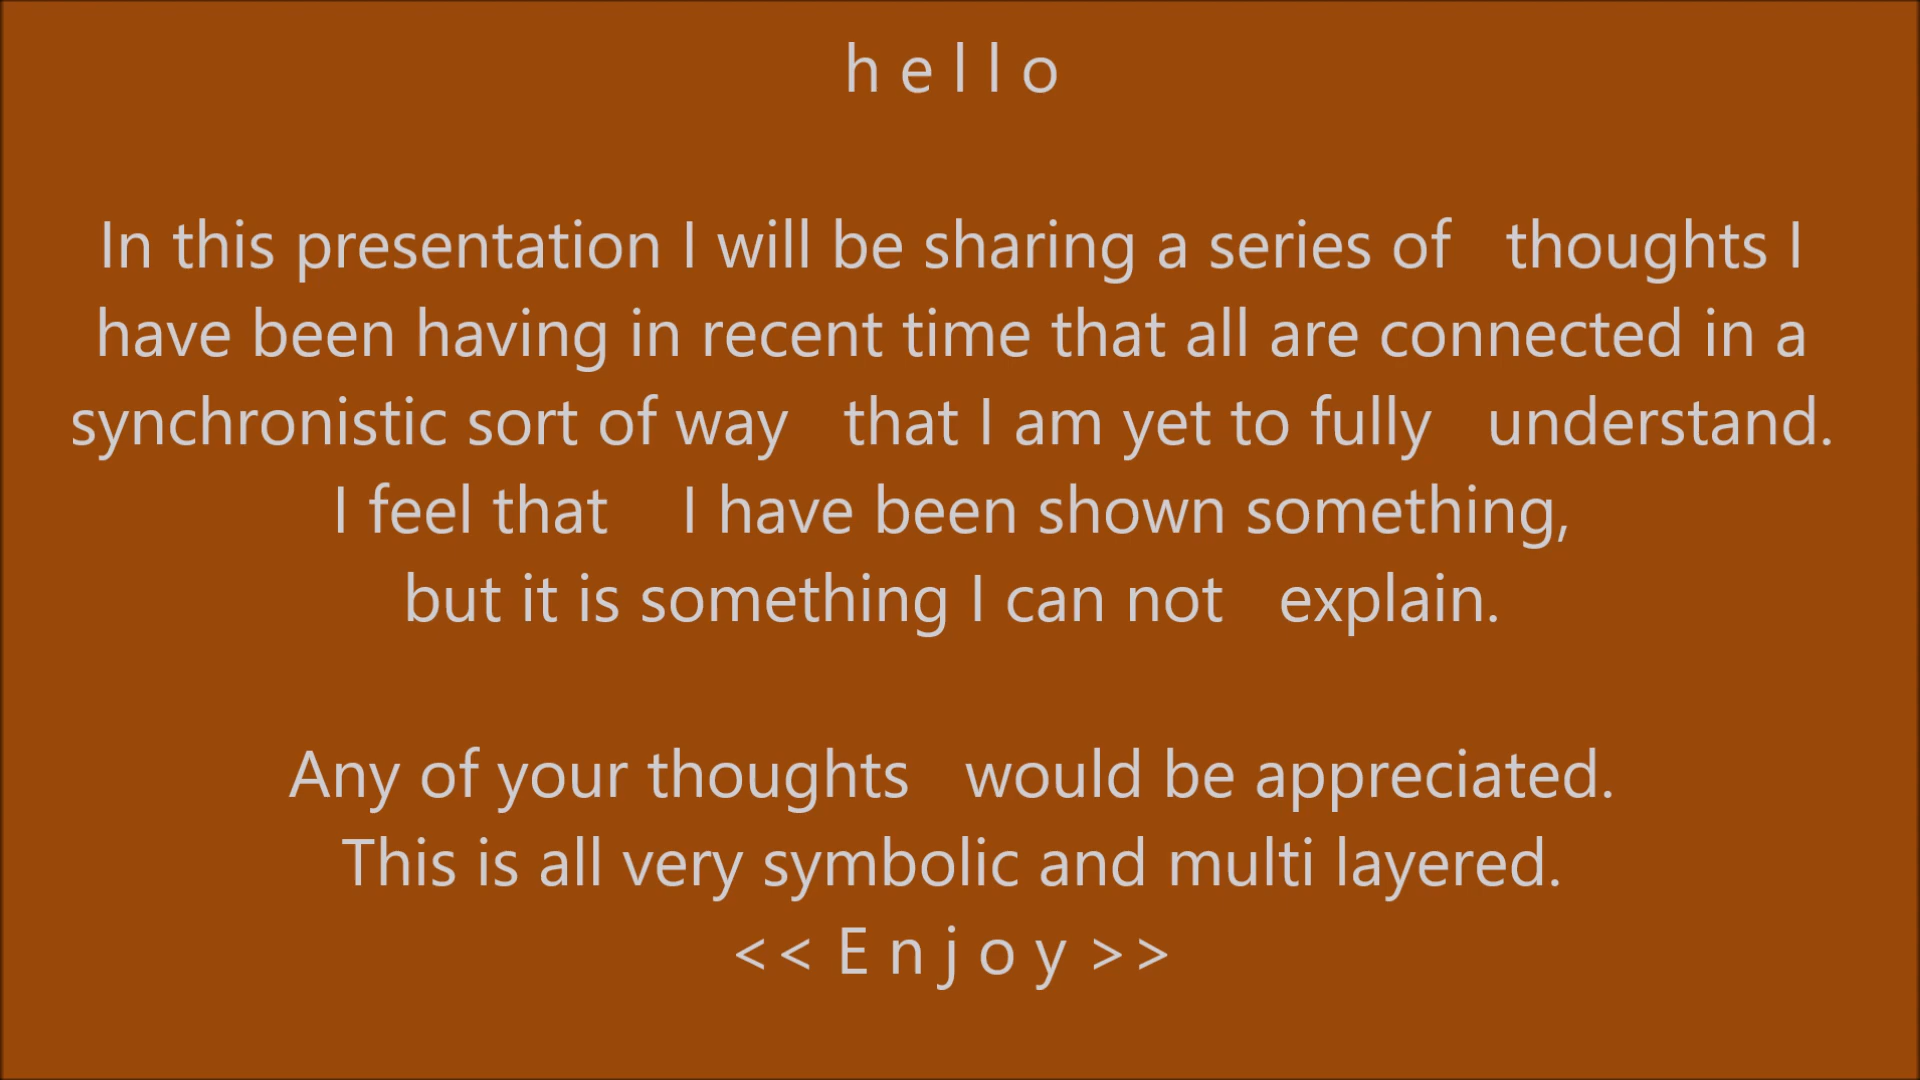 h e l l o
In this presentation I will be sharing a series of   thoughts I
have been having in recent time that all are connected in a
synchronistic sort of way   that I am yet to fully   understand.
I feel that    I have been shown something,
but it is something I can not   explain.
Any of your thoughts   would be appreciated.
This is all very symbolic and multi layered.
< < E n j o y > >